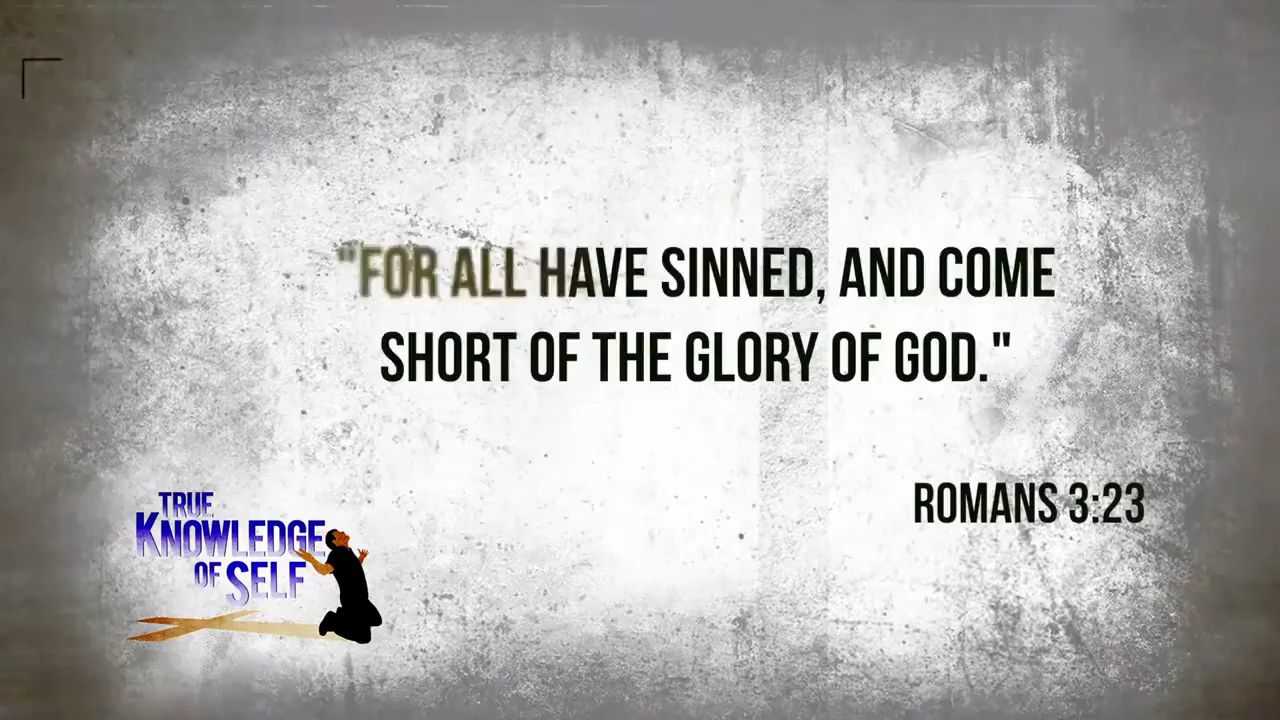 "FOR ALL HAVE SINNED, AND COME
SHORT OF THE GLORY OF GOD."
ROMANS 3:23
TRUE
KNOWLEDGE
OF SELF